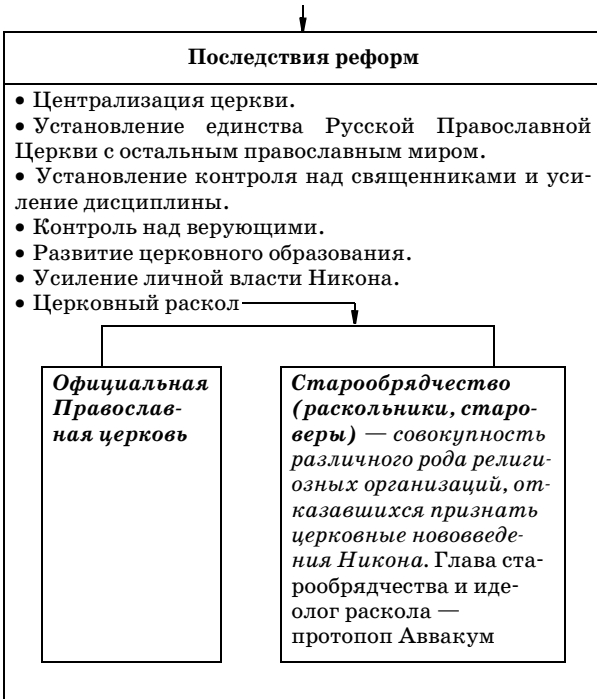 Последствия реформ
• Централизация церкви.
• Установление единства Русской Православной
Церкви с остальным православным миром.
• Установление контроля над священниками и уси-
ление дисциплины.
• Контроль над верующими.
• Развитие церковного образования.
• Усиление личной власти Никона.
• Церковный раскол
Официальная
Православ-
ная церковь
Старообрядчество
(раскольники, старо-
веры) — совокупность
различного рода религи-
озных организаций, от-
казавшихся признать
церковные нововведе-
ния Никона. Глава ста-
рообрядчества и иде-
олог раскола —
протопоп Аввакум